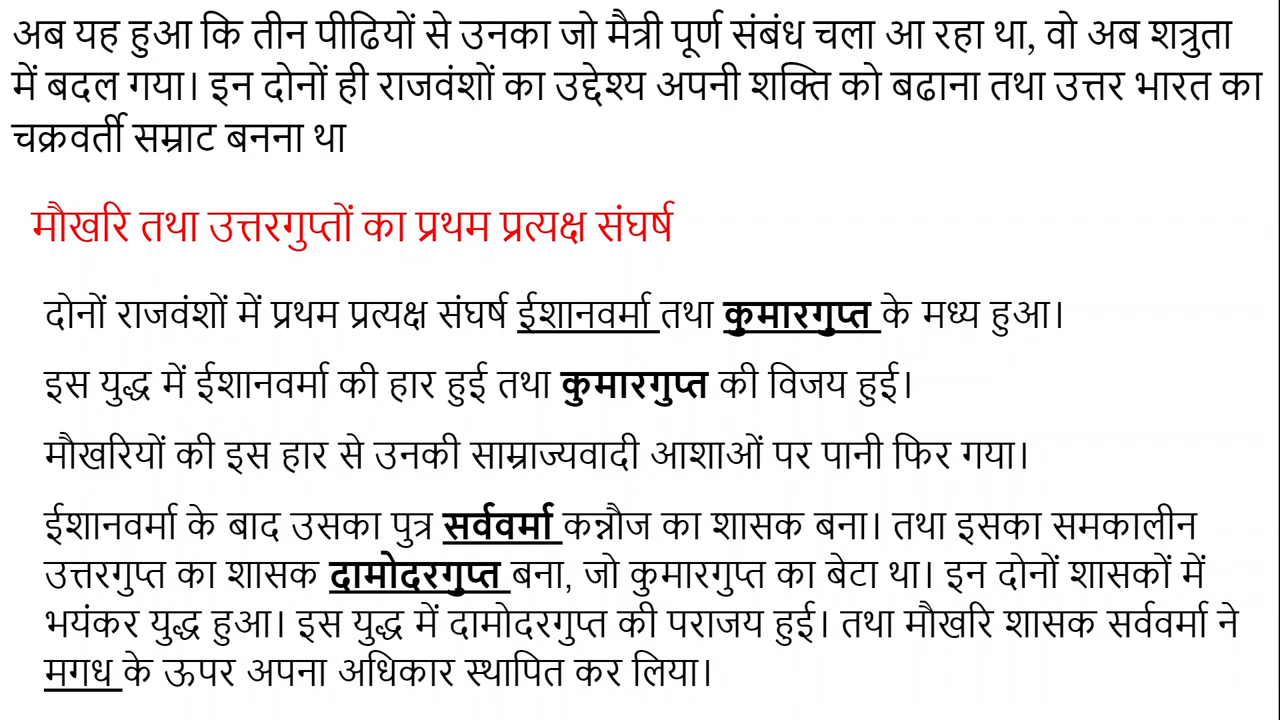 अब यह हुआ कि तीन पीढियों से उनका जो मैत्री पूर्ण संबंध चला आ रहा था, वो अब शत्रुता
में बदल गया। इन दोनों ही राजवंशों का उद्देश्य अपनी शक्ति को बढाना तथा उत्तर भारत का
चक्रवर्ती सम्राट बनना था
मौखरि तथा उत्तरगुप्तों का प्रथम प्रत्यक्ष संघर्ष
दोनों राजवंशों में प्रथम प्रत्यक्ष संघर्ष ईशानवर्मा तथा कुमारगुप्त के मध्य हुआ।
इस युद्ध में ईशानवर्मा की हार हुई तथा कुमारगुप्त की विजय हुई।
मौखरियों की इस हार से उनकी साम्राज्यवादी आशाओं पर पानी फिर गया।
ईशानवर्मा के बाद उसका पुत्र सर्ववर्मा कन्नौज का शासक बना। तथा इसका समकालीन
उत्तरगुप्त का शासक दामोदरगुप्त बना, जो कुमारगुप्त का बेटा था। इन दोनों शासकों में
भयंकर युद्ध हुआ। इस युद्ध में दामोदरगुप्त की पराजय हुई। तथा मौखरि शासक सर्ववर्मा ने
मगध के ऊपर अपना अधिकार स्थापित कर लिया।